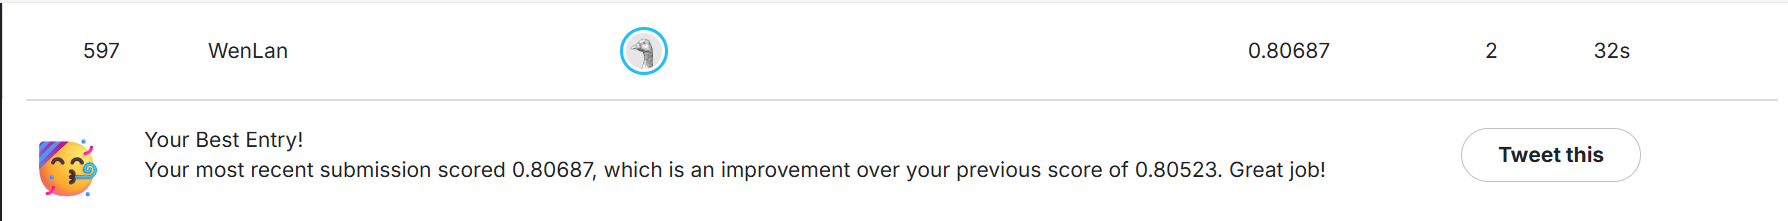 597 WenLan 0.80687 2 32s
Your Best Entry!
Your most recent submission scored 0.80687, which is an improvement over your previous score of 0.80523. Great job!
Tweet this